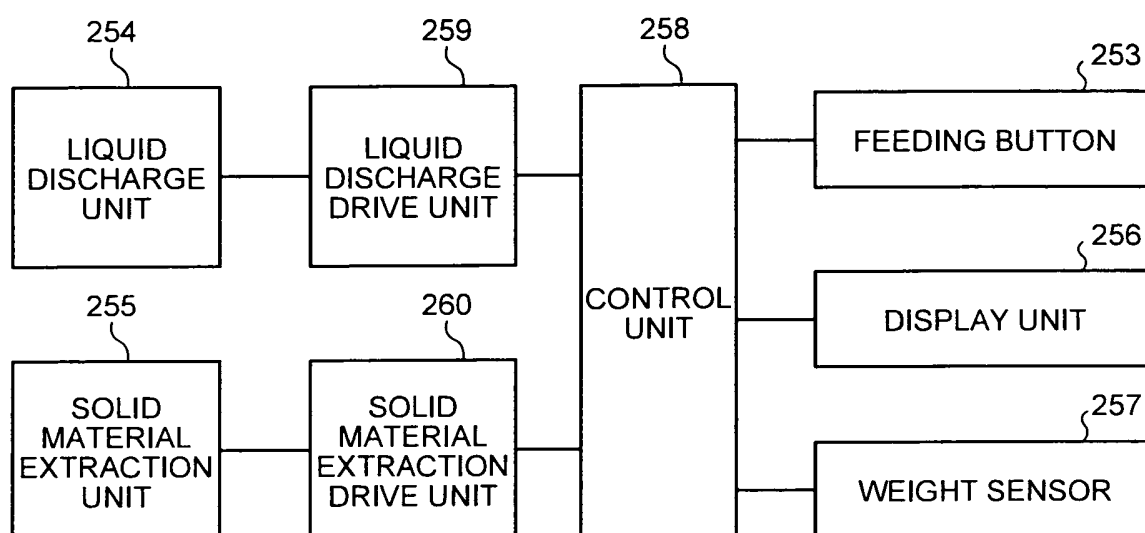 254
259
258
253
LIQUID
DISCHARGE
UNIT
LIQUID
DISCHARGE
DRIVE UNIT
FEEDING BUTTON
256
255
260
CONTROL
UNIT
DISPLAY UNIT
SOLID
MATERIAL
EXTRACTION
UNIT
SOLID
MATERIAL
EXTRACTION
DRIVE UNIT
257
WEIGHT SENSOR